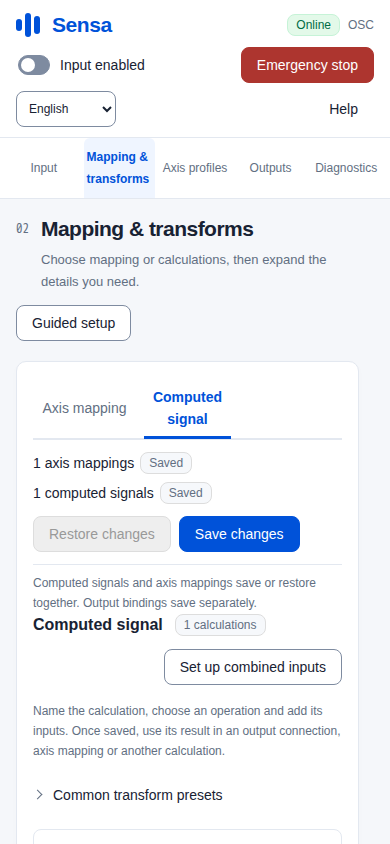 Sensa
Online OSC
Input enabled
Emergency stop
English
Help
Input
Mapping &
transforms
Axis profiles
Outputs
Diagnostics
02 Mapping & transforms
Choose mapping or calculations, then expand the
details you need.
Guided setup
Axis mapping
Computed
signal
1 axis mappings Saved
1 computed signals Saved
Restore changes
Save changes
Computed signals and axis mappings save or restore
together. Output bindings save separately.
Computed signal 1 calculations
Set up combined inputs
Name the calculation, choose an operation and add its
inputs. Once saved, use its result in an output connection,
axis mapping or another calculation.
Common transform presets